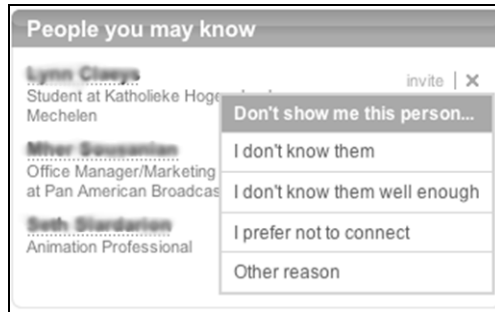 People you may know
invite | ×
Student at Katholieke Hoge
Mechelen
Don't show me this person...
I don't know them
Office Manager/Marketing
at Pan American Broadcas
I don't know them well enough
I prefer not to connect
Animation Professional
Other reason